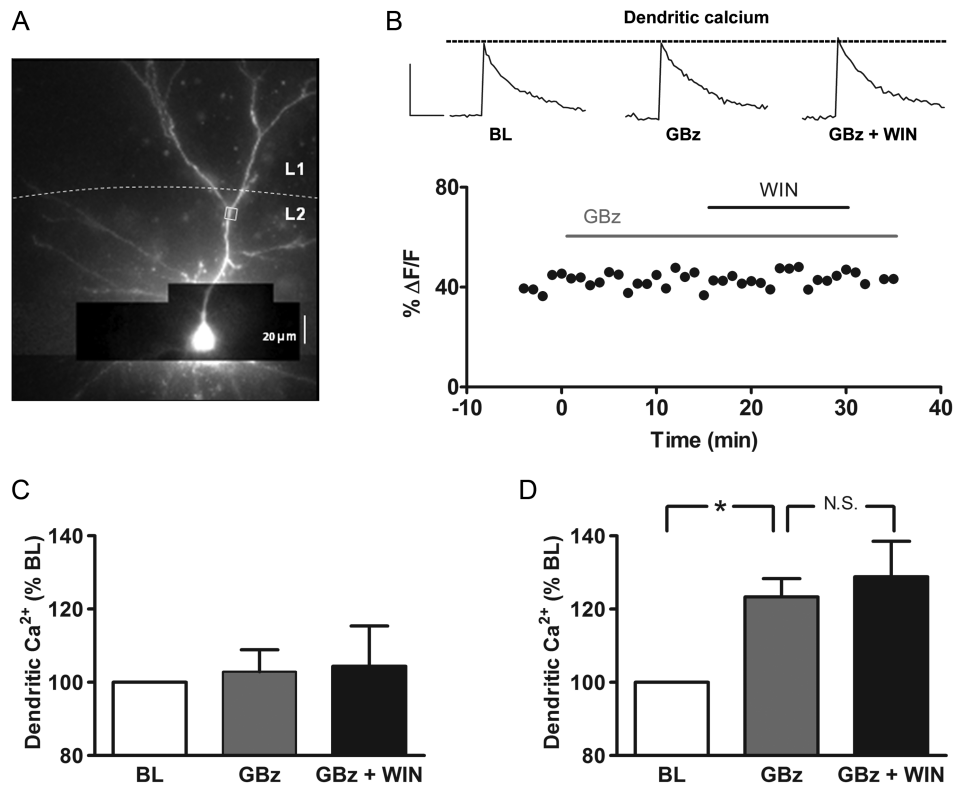 A
B
L1
L2
20 µm
Dendritic calcium
BL
GBz
GBz + WIN
% ΔF/F
80
40
0
GBz
WIN
-10
0
10
20
30
40
Time (min)
C
Dendritic Ca²⁺ (% BL)
140
120
100
80
BL
GBz
GBz + WIN
D
Dendritic Ca²⁺ (% BL)
140
120
100
80
*
N.S.
BL
GBz
GBz + WIN